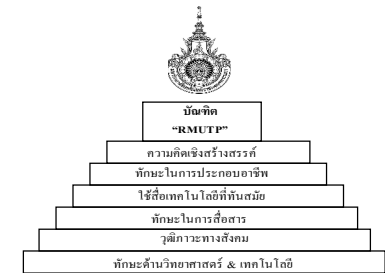 บัณฑิต
“RMUTP”
ความคิดเชิงสร้างสรรค์
ทักษะในการประกอบอาชีพ
ใช้สื่อเทคโนโลยีที่ทันสมัย
ทักษะในการสื่อสาร
วุฒิภาวะทางสังคม
ทักษะด้านวิทยาศาสตร์ & เทคโนโลยี